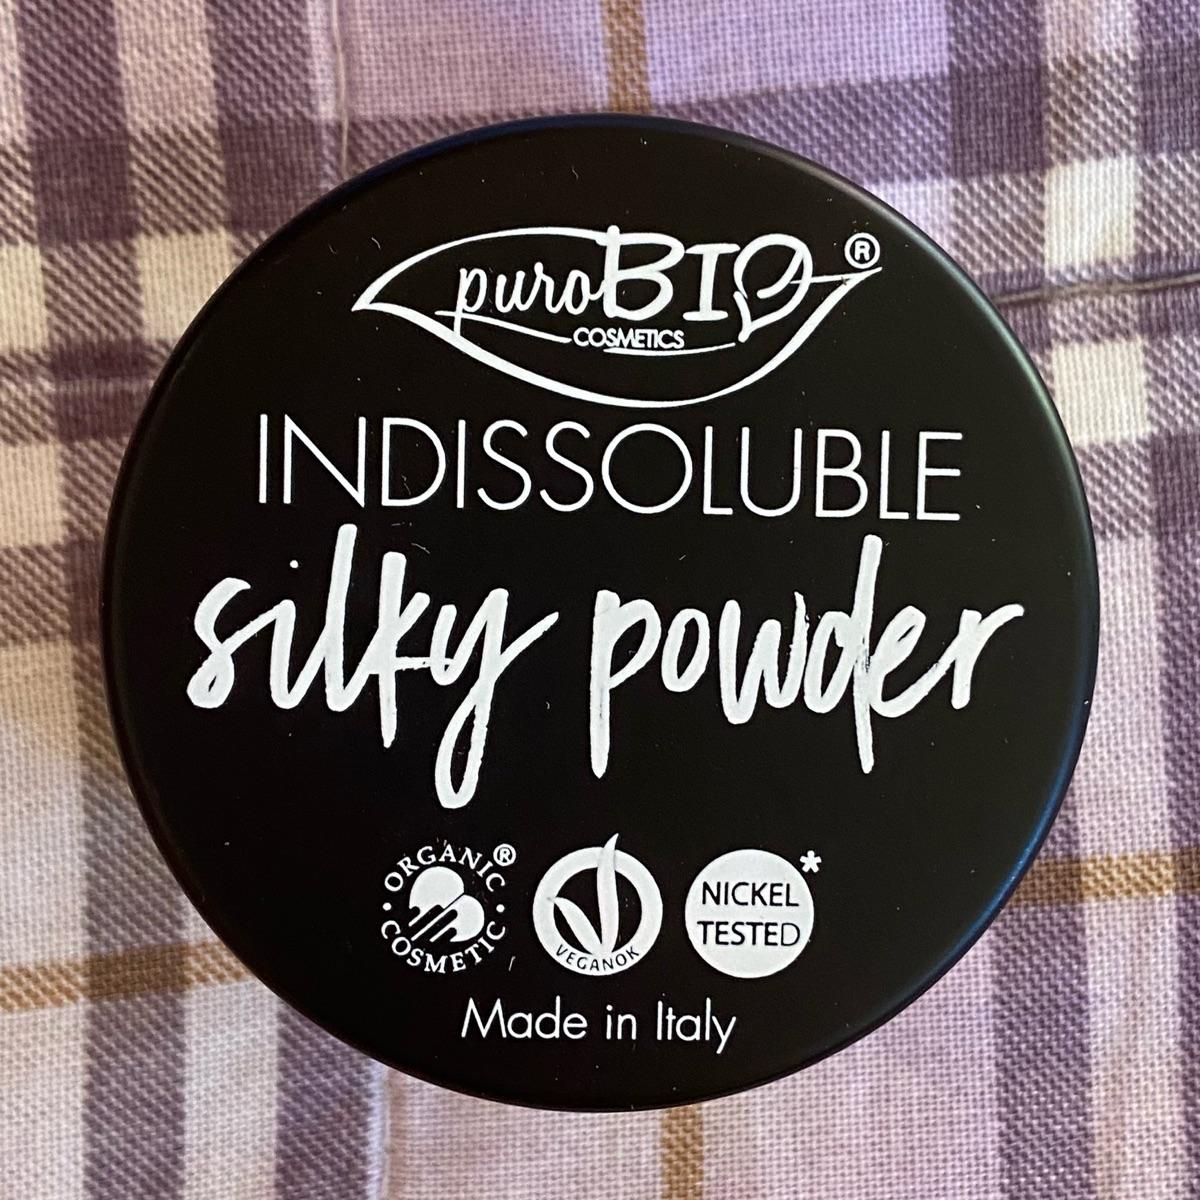 puroBIO®
COSMETICS
INDISSOLUBLE
silky powder
ORGANIC COSMETIC ®
VEGANOK
NICKEL TESTED *
Made in Italy